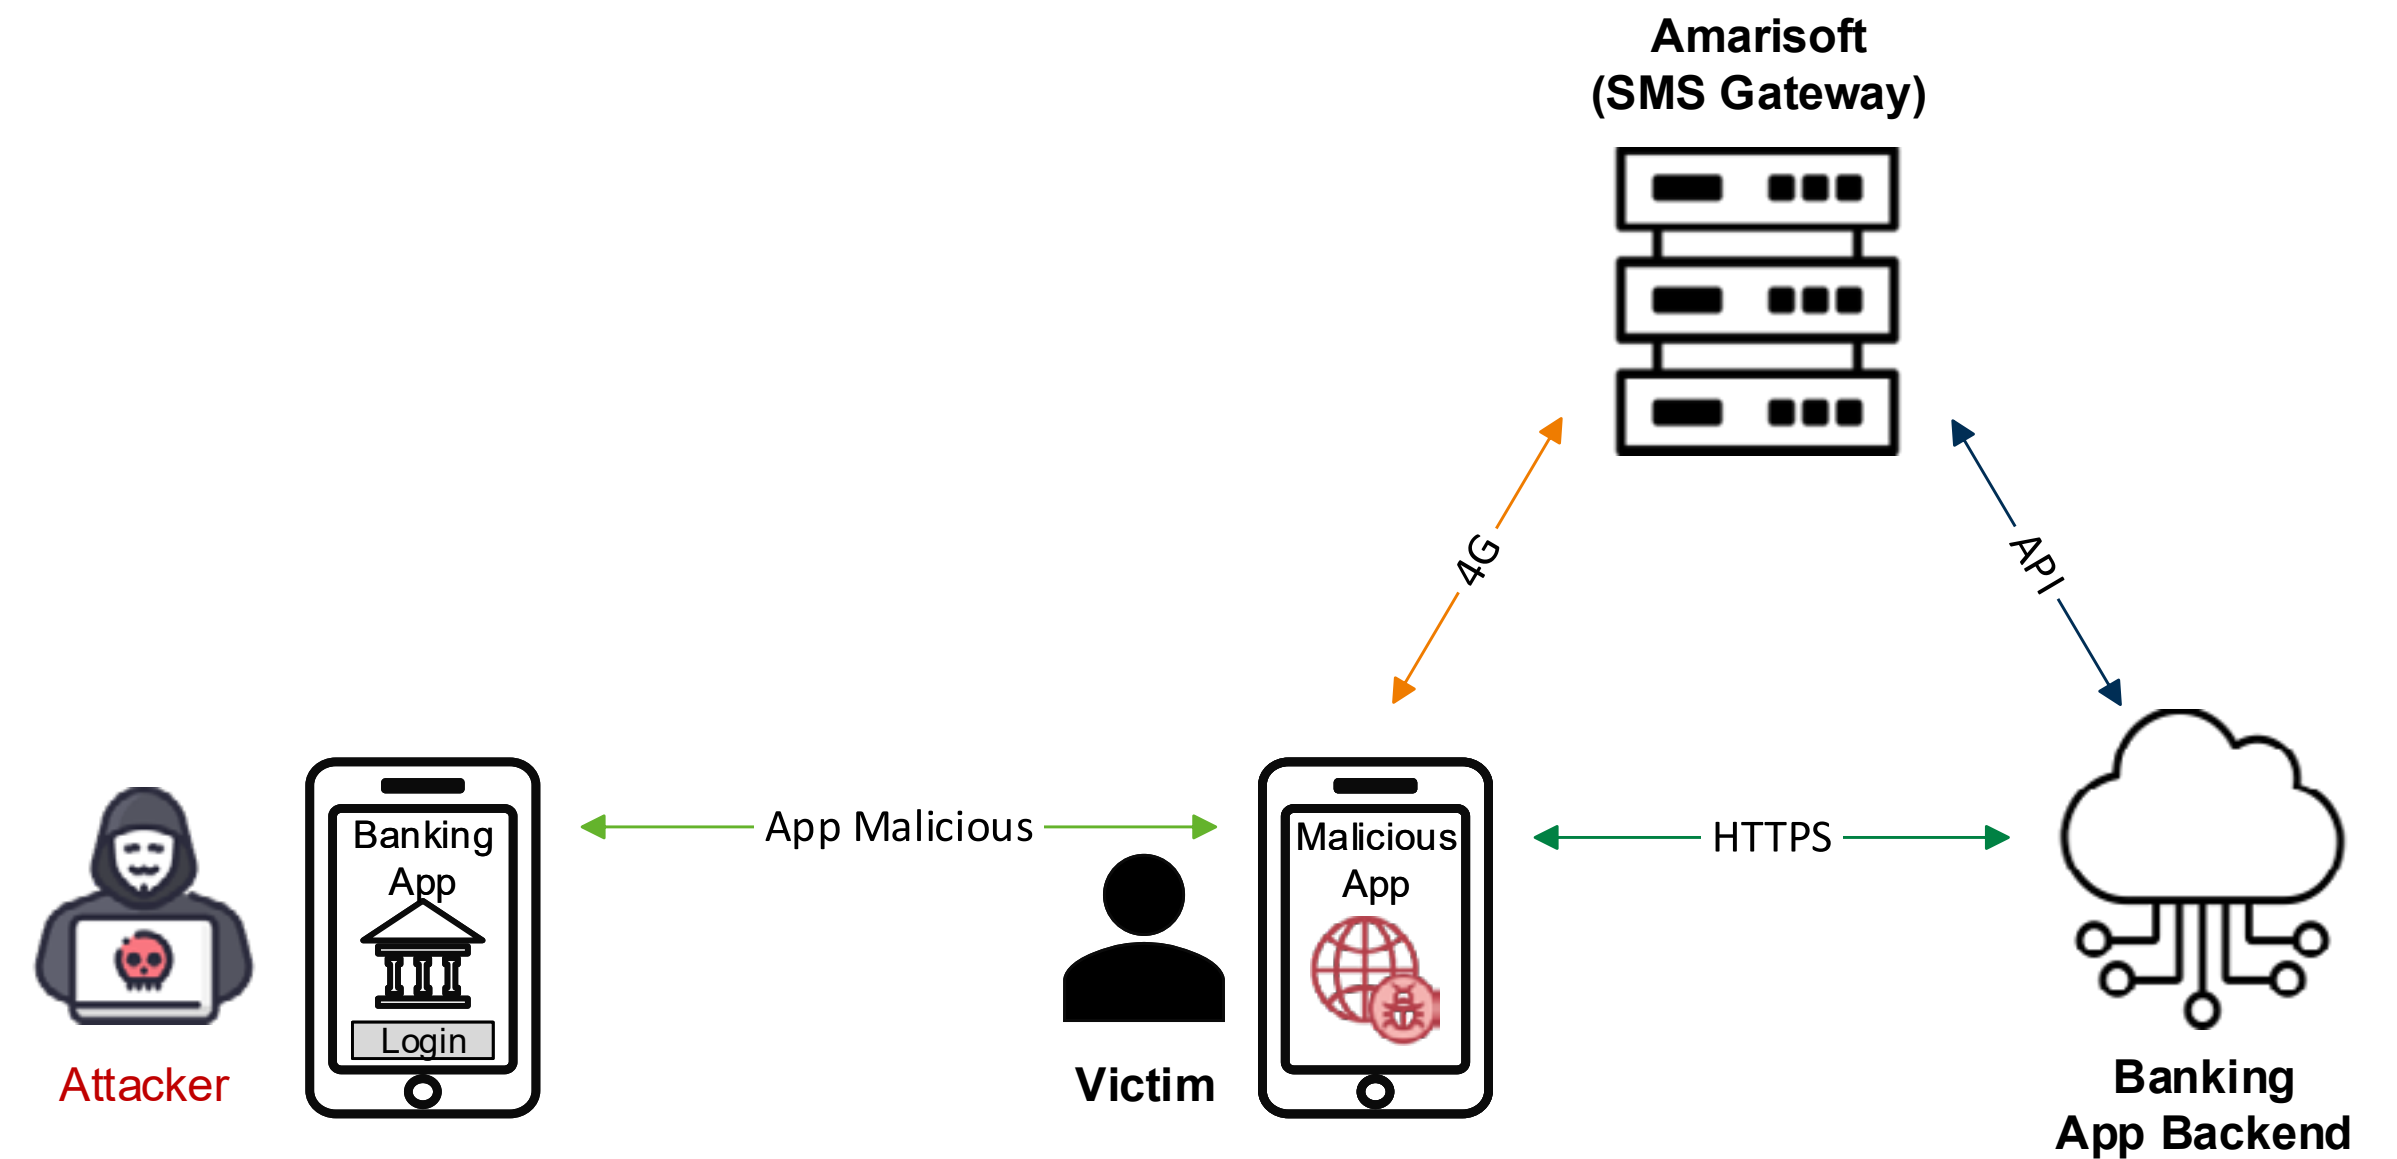 Amarisoft
(SMS Gateway)
4G
API
Banking
App
Login
App Malicious
Malicious
App
HTTPS
Attacker
Victim
Banking
App Backend